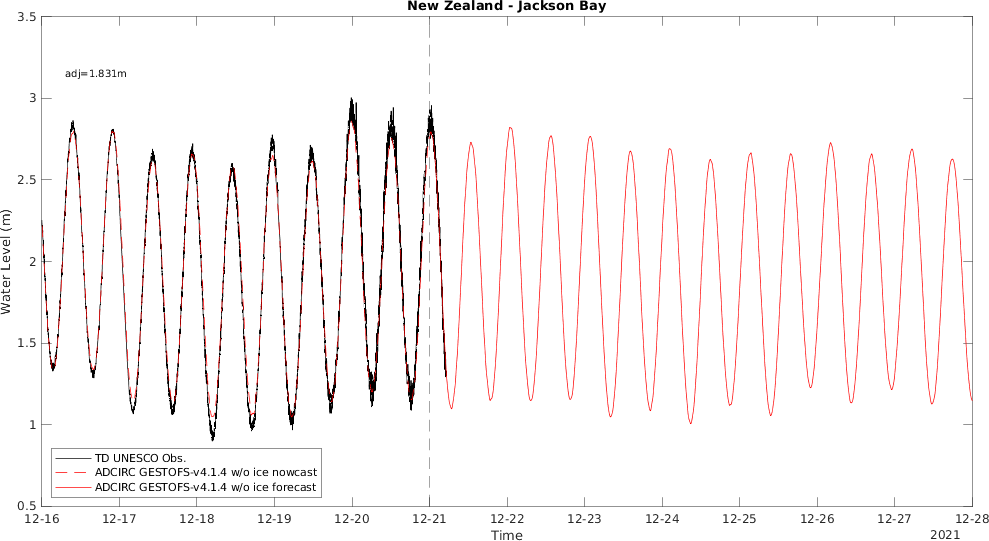 New Zealand - Jackson Bay
3.5
adj=1.831m
3
2.5
2
1.5
1
0.5
Water Level (m)
TD UNESCO Obs.
ADCIRC GESTOFS-v4.1.4 w/o ice nowcast
ADCIRC GESTOFS-v4.1.4 w/o ice forecast
12-16 12-17 12-18 12-19 12-20 12-21 12-22 12-23 12-24 12-25 12-26 12-27 12-28
Time
2021